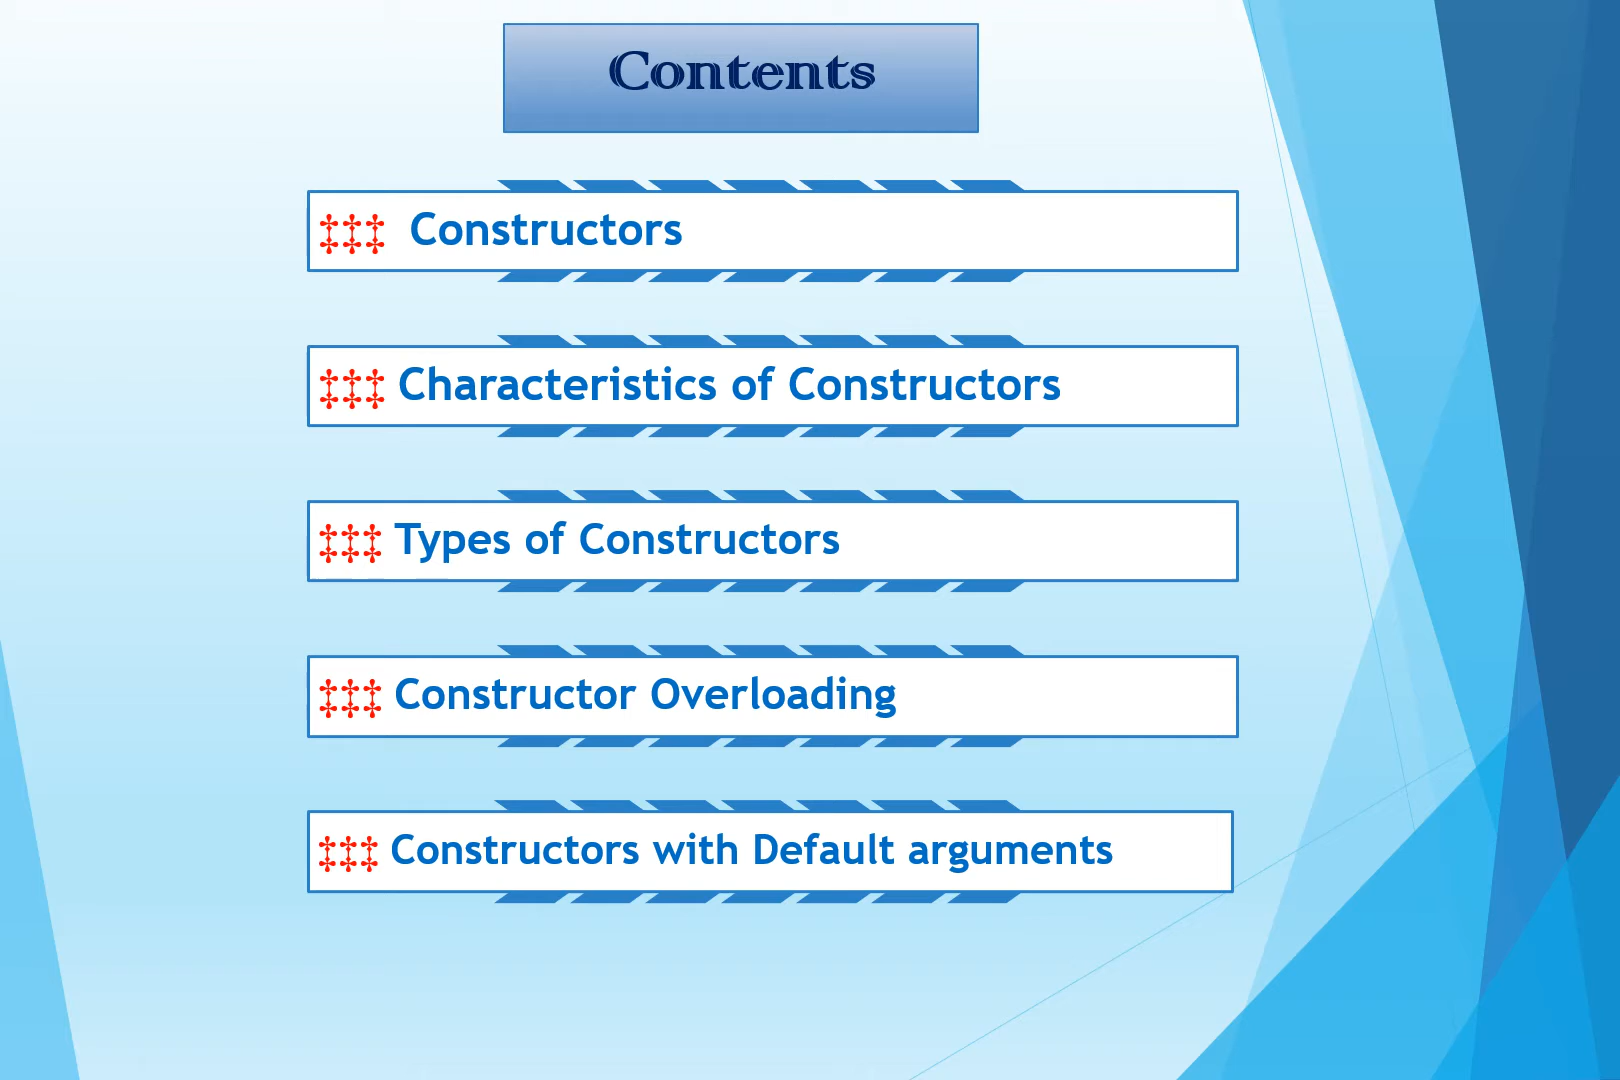 Contents
Constructors
Characteristics of Constructors
Types of Constructors
Constructor Overloading
Constructors with Default arguments